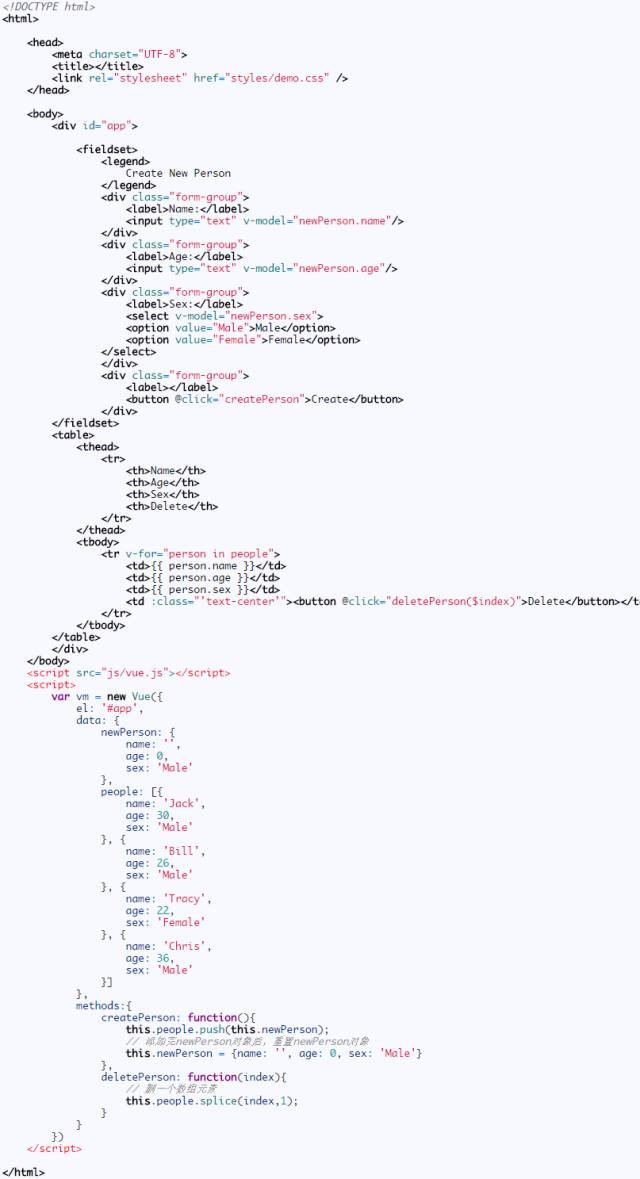 <!DOCTYPE html>
<html>
<head>
<meta charset="UTF-8">
<title></title>
<link rel="stylesheet" href="styles/demo.css" />
</head>
<body>
<div id="app">
<fieldset>
<legend>
Create New Person
</legend>
<div class="form-group">
<label>Name:</label>
<input type="text" v-model="newPerson.name"/>
</div>
<div class="form-group">
<label>Age:</label>
<input type="text" v-model="newPerson.age"/>
</div>
<div class="form-group">
<label>Sex:</label>
<select v-model="newPerson.sex">
<option value="Male">Male</option>
<option value="Female">Female</option>
</select>
</div>
<div class="form-group">
<label></label>
<button @click="createPerson">Create</button>
</div>
</fieldset>
<table>
<thead>
<tr>
<th>Name</th>
<th>Age</th>
<th>Sex</th>
<th>Delete</th>
</tr>
</thead>
<tbody>
<tr v-for="person in people">
<td>{{ person.name }}</td>
<td>{{ person.age }}</td>
<td>{{ person.sex }}</td>
<td :class="'text-center'"><button @click="deletePerson($index)">Delete</button></t
</tr>
</tbody>
</table>
</div>
</body>
<script src="js/vue.js"></script>
<script>
var vm = new Vue({
el: '#app',
data: {
newPerson: {
name: '',
age: 0,
sex: 'Male'
},
people: [{
name: 'Jack',
age: 30,
sex: 'Male'
}, {
name: 'Bill',
age: 26,
sex: 'Male'
}, {
name: 'Tracy',
age: 22,
sex: 'Female'
}, {
name: 'Chris',
age: 36,
sex: 'Male'
}]
},
methods:{
createPerson: function(){
this.people.push(this.newPerson);
// 添加完newPerson对象后，重置newPerson对象
this.newPerson = {name: '', age: 0, sex: 'Male'}
},
deletePerson: function(index){
// 删一个数组元素
this.people.splice(index,1);
}
}
})
</script>
</html>